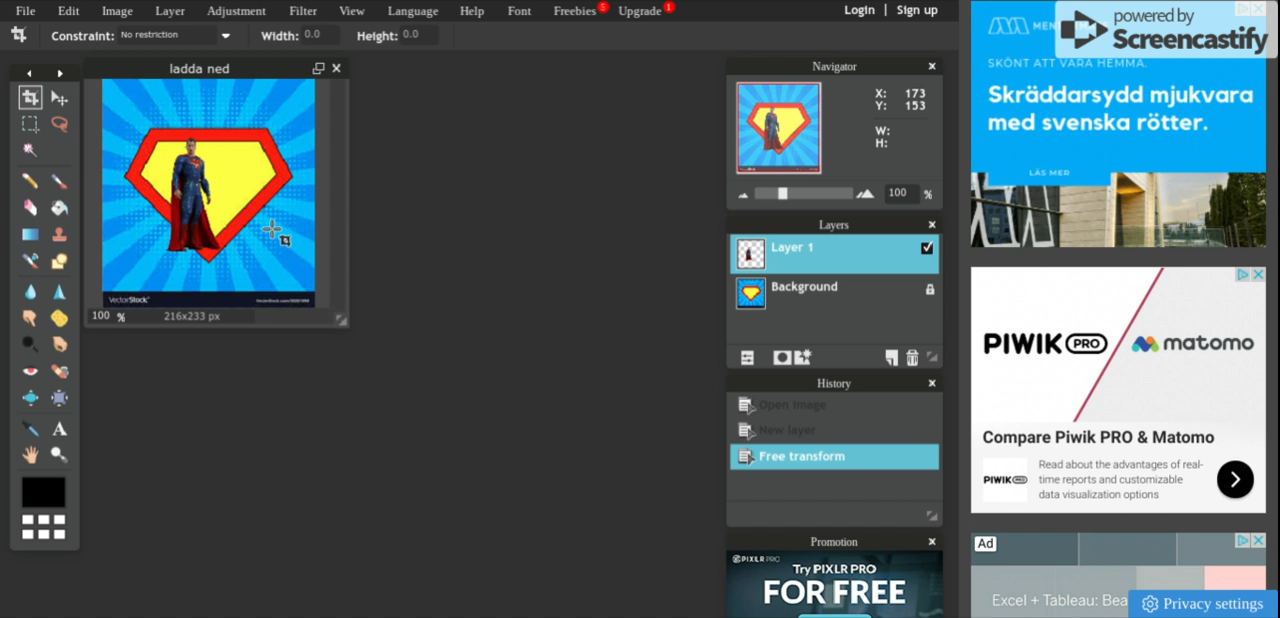 File Edit Image Layer Adjustment Filter View Language Help Font Freebies 5 Upgrade 1 Login | Sign up
Constraint: No restriction Width: 0.0 Height: 0.0
ladda ned
VectorStock
100 % 216x233 px
Navigator
X: 173
Y: 153
W:
H:
100 %
Layers
Layer 1
Background
History
Open image
New layer
Free transform
Promotion
PIXLR PRO
Try PIXLR PRO
FOR FREE
powered by
Screencastify
SKÖNT ATT VARA HEMMA.
Skräddarsydd mjukvara
med svenska rötter.
LÄS MER
PIWIK PRO matomo
Compare Piwik PRO & Matomo
PIWIK PRO
Read about the advantages of real-
time reports and customizable
data visualization options
Ad
Excel + Tableau: Bea
Privacy settings